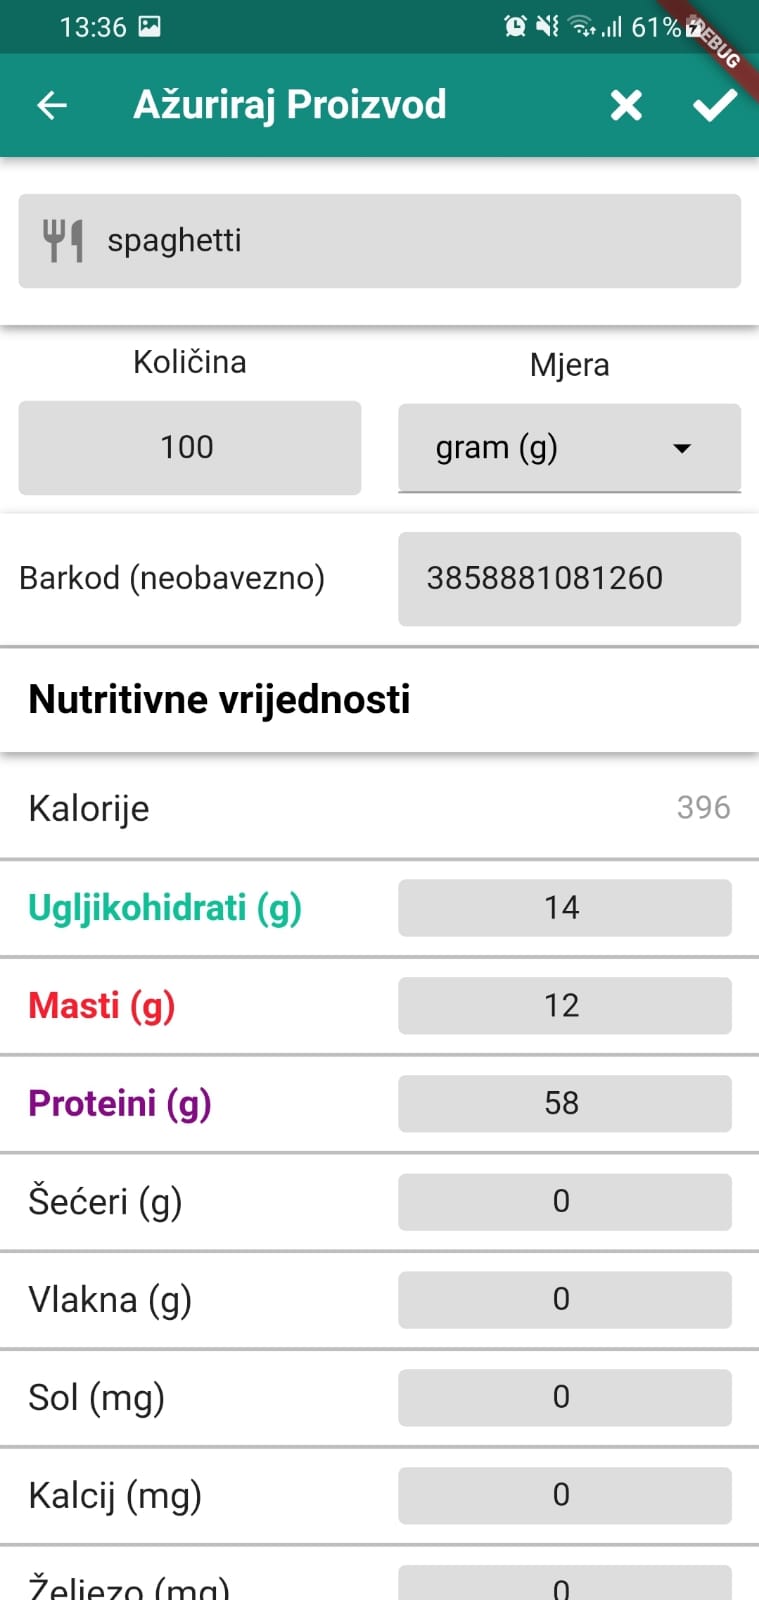 13:36 61%
DEBUG
Ažuriraj Proizvod
spaghetti
Količina Mjera
100 gram (g)
Barkod (neobavezno) 3858881081260
Nutritivne vrijednosti
Kalorije 396
Ugljikohidrati (g) 14
Masti (g) 12
Proteini (g) 58
Šećeri (g) 0
Vlakna (g) 0
Sol (mg) 0
Kalcij (mg) 0
Željezo (mg) 0